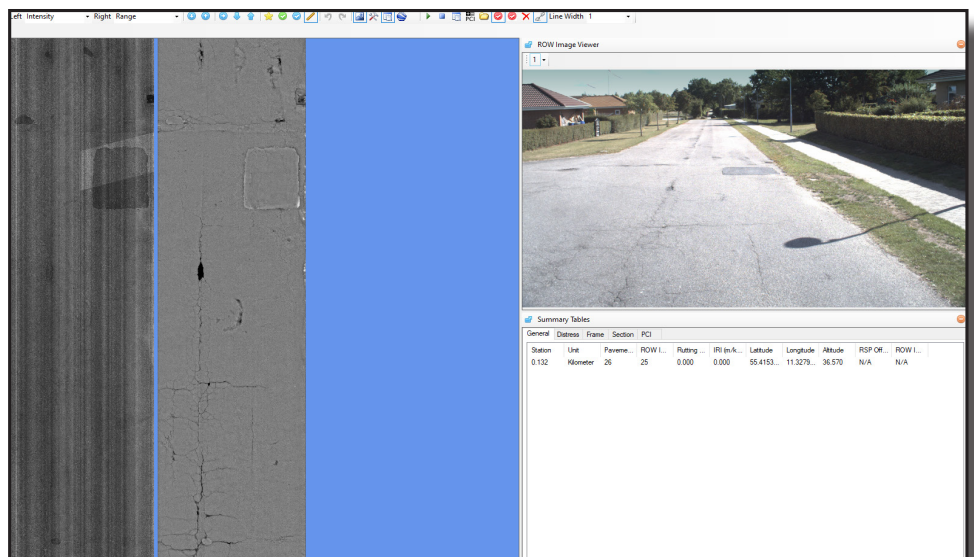 Left Intensity Right Range PCI Line Width 1
ROW Image Viewer
1
Summary Tables
General Distress Frame Section PCI
Station Unit Paveme... ROW I... Rutting ... IRI (m/k... Latitude Longitude Altitude RSP Off... ROW I...
0.132 Kilometer 26 25 0.000 0.000 55.4153... 11.3279... 36.570 N/A N/A